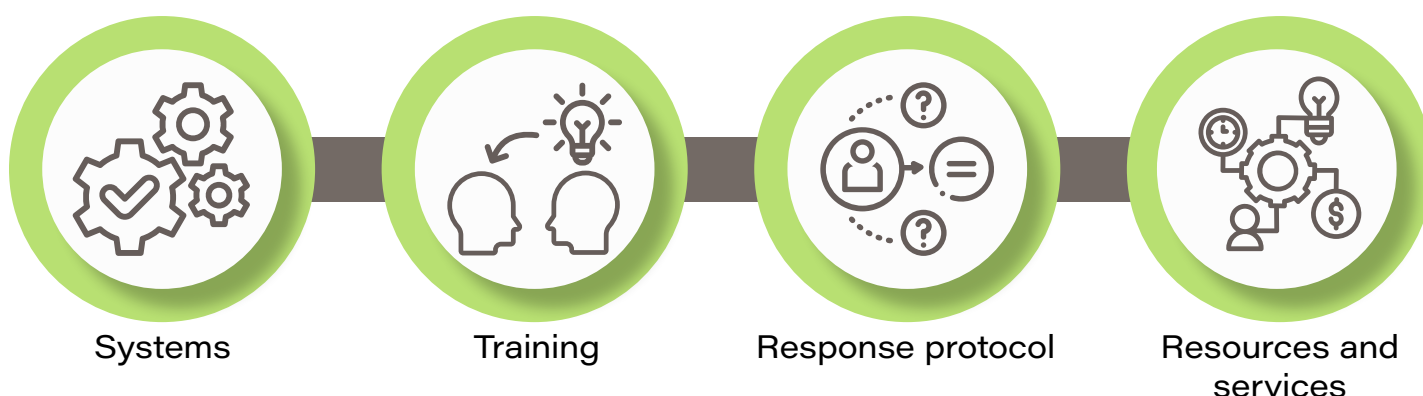 Systems
Training
Response protocol
Resources and
services